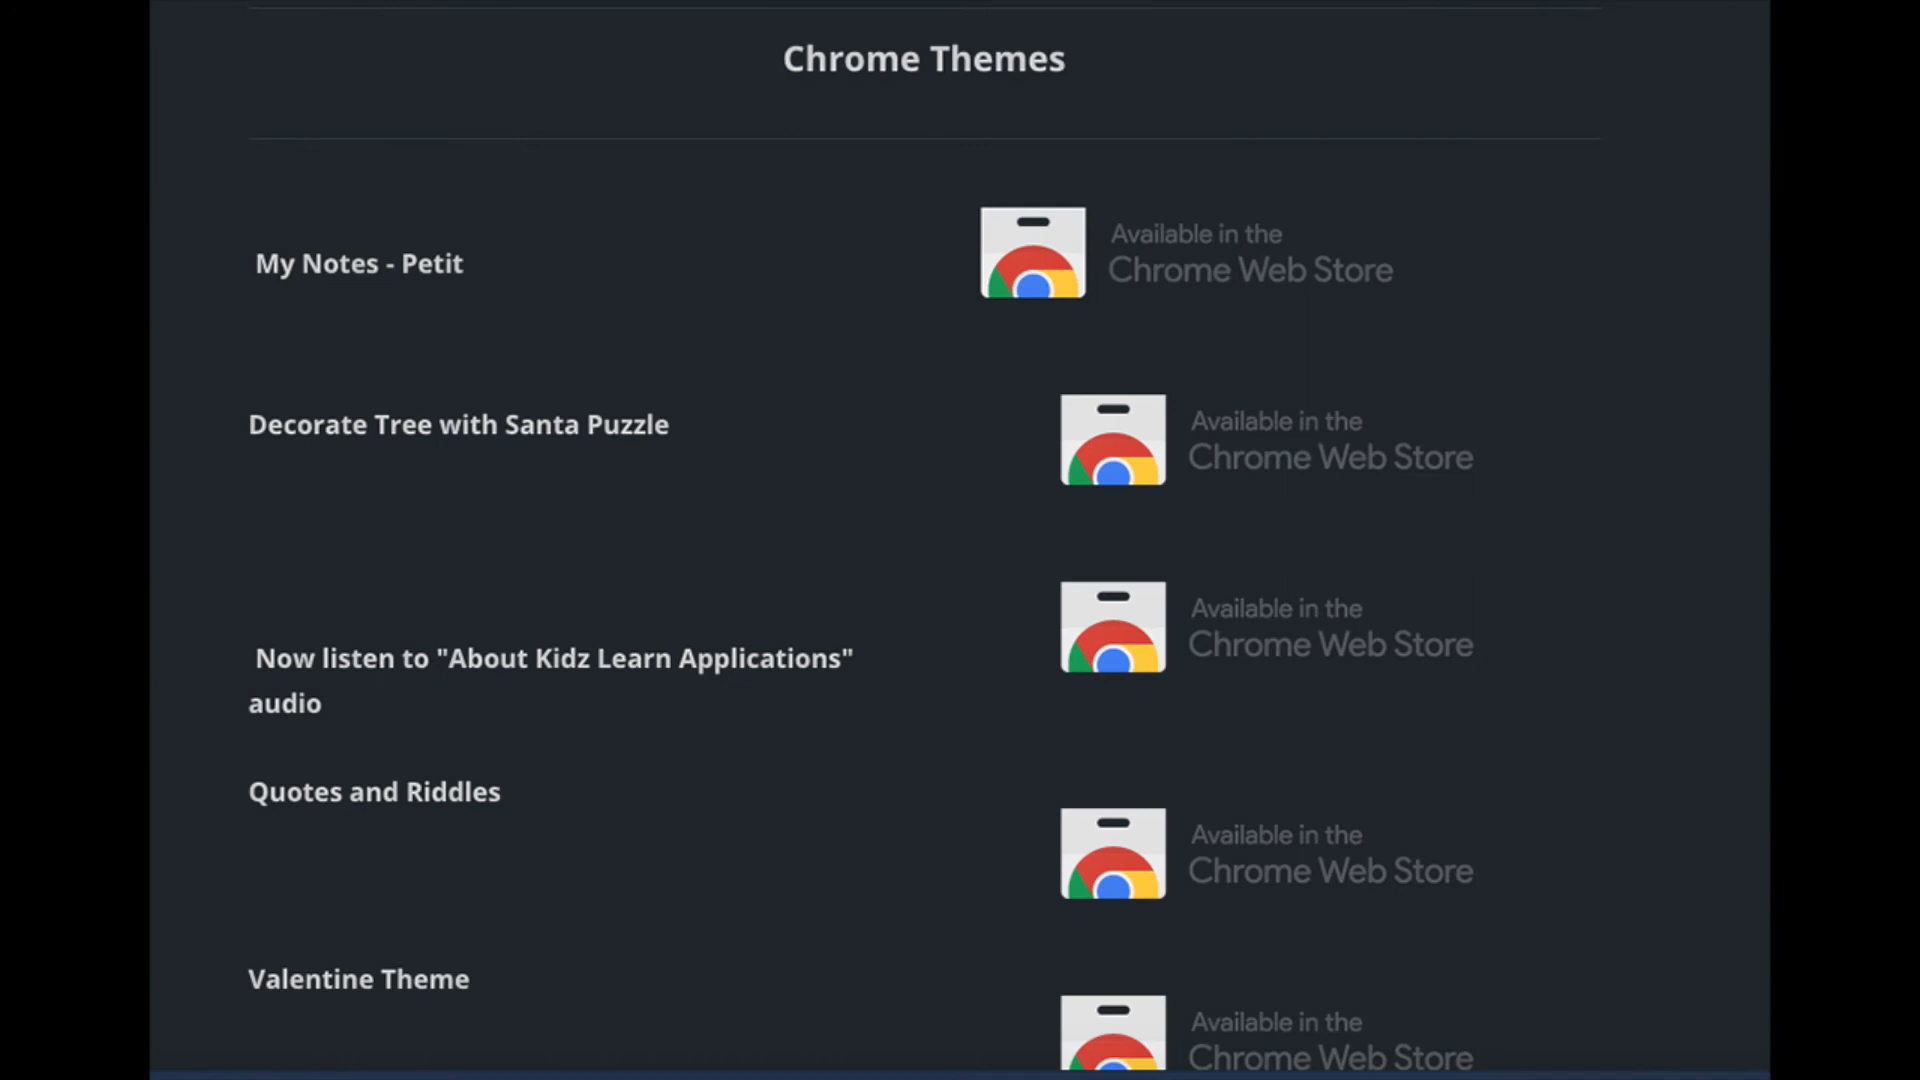 Chrome Themes
My Notes - Petit
Available in the
Chrome Web Store
Decorate Tree with Santa Puzzle
Available in the
Chrome Web Store
Now listen to "About Kidz Learn Applications"
audio
Available in the
Chrome Web Store
Quotes and Riddles
Available in the
Chrome Web Store
Valentine Theme
Available in the
Chrome Web Store